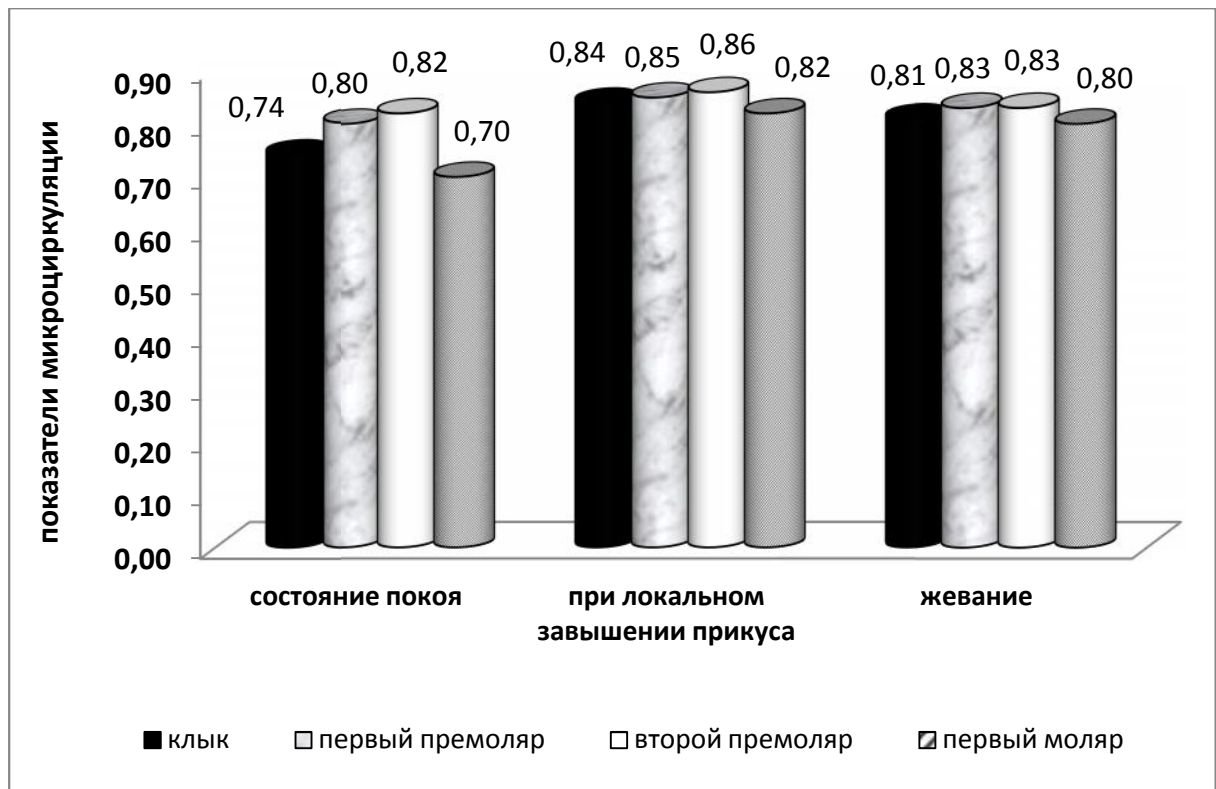 0,74
0,80
0,82
0,70
0,84
0,85
0,86
0,82
0,81
0,83
0,83
0,80
показатели микроциркуляции
0,90
0,80
0,70
0,60
0,50
0,40
0,30
0,20
0,10
0,00
состояние покоя
при локальном
завышении прикуса
жевание
клык
первый премоляр
второй премоляр
первый моляр